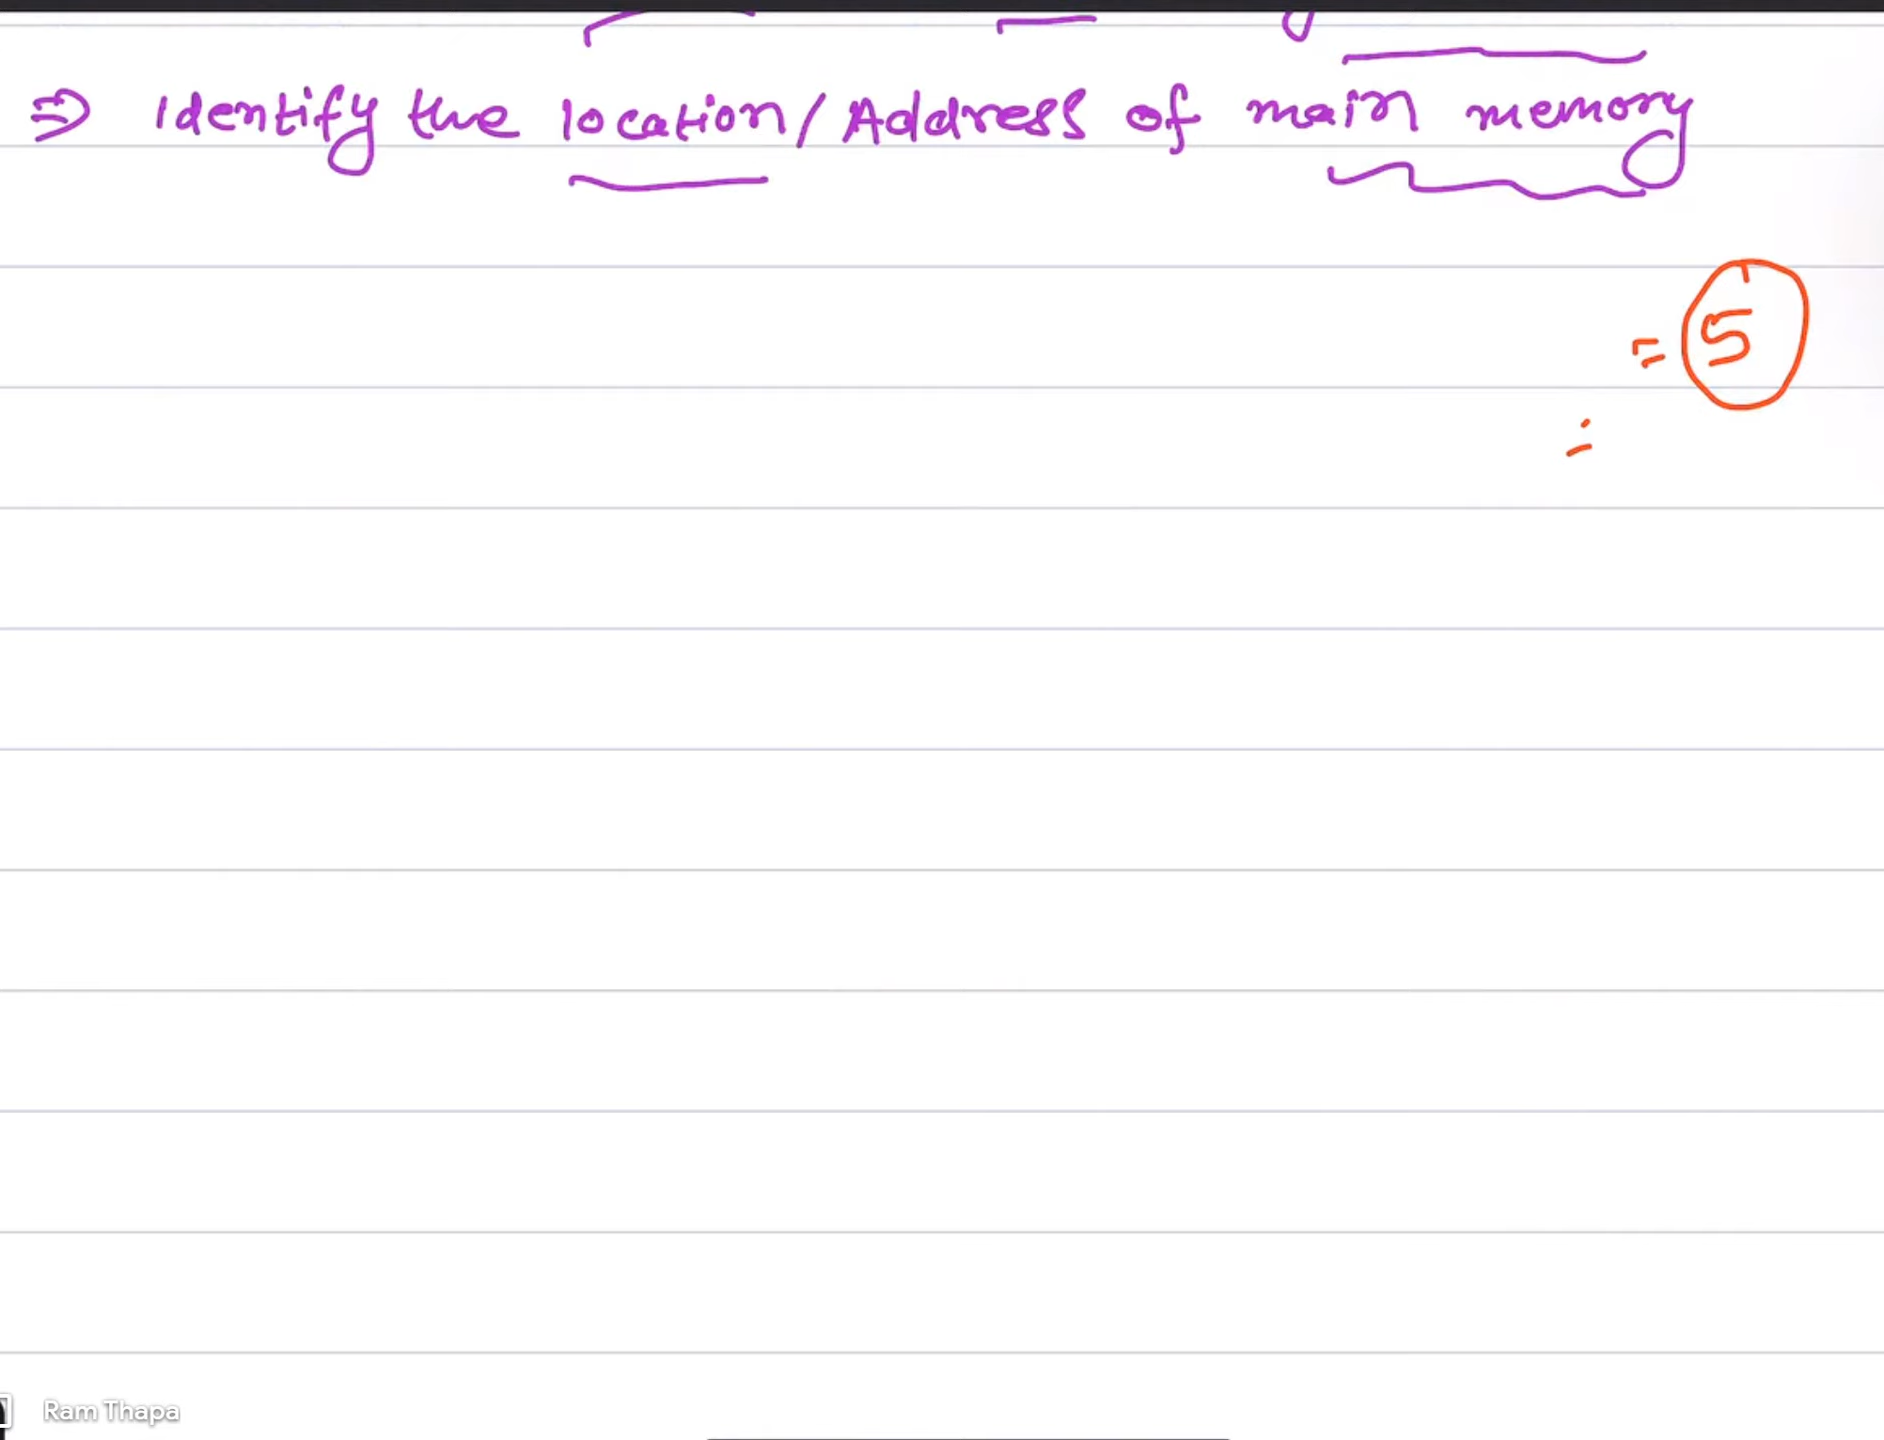 ⇒ Identify the location / Address of main memory
= 5
=
Ram Thapa